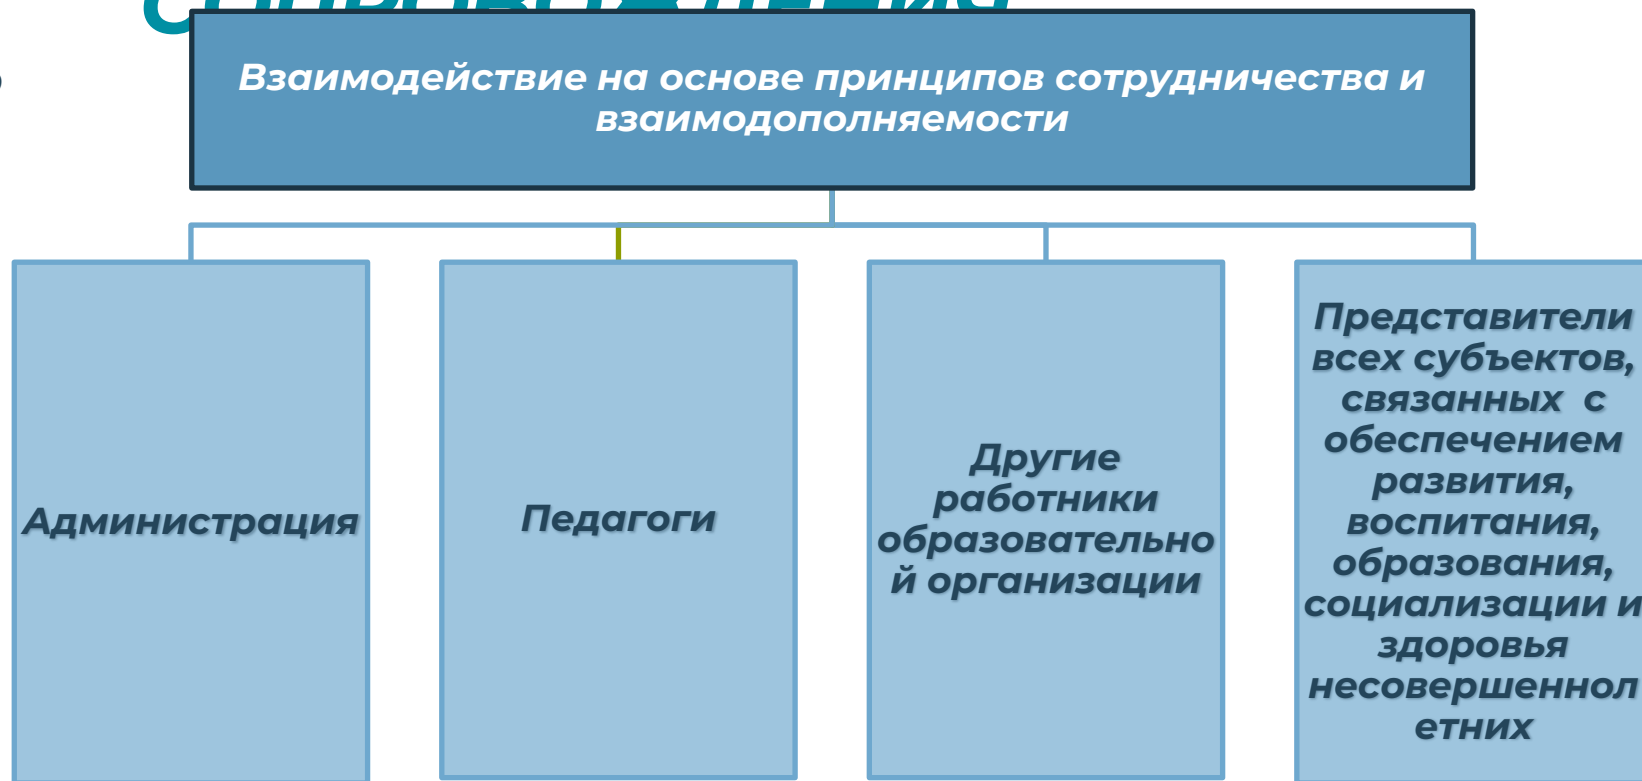 СОПРОВОЖДЕНИЯ
Взаимодействие на основе принципов сотрудничества и
взаимодополняемости
Администрация
Педагоги
Другие
работники
образовательно
й организации
Представители
всех субъектов,
связанных с
обеспечением
развития,
воспитания,
образования,
социализации и
здоровья
несовершеннол
етних